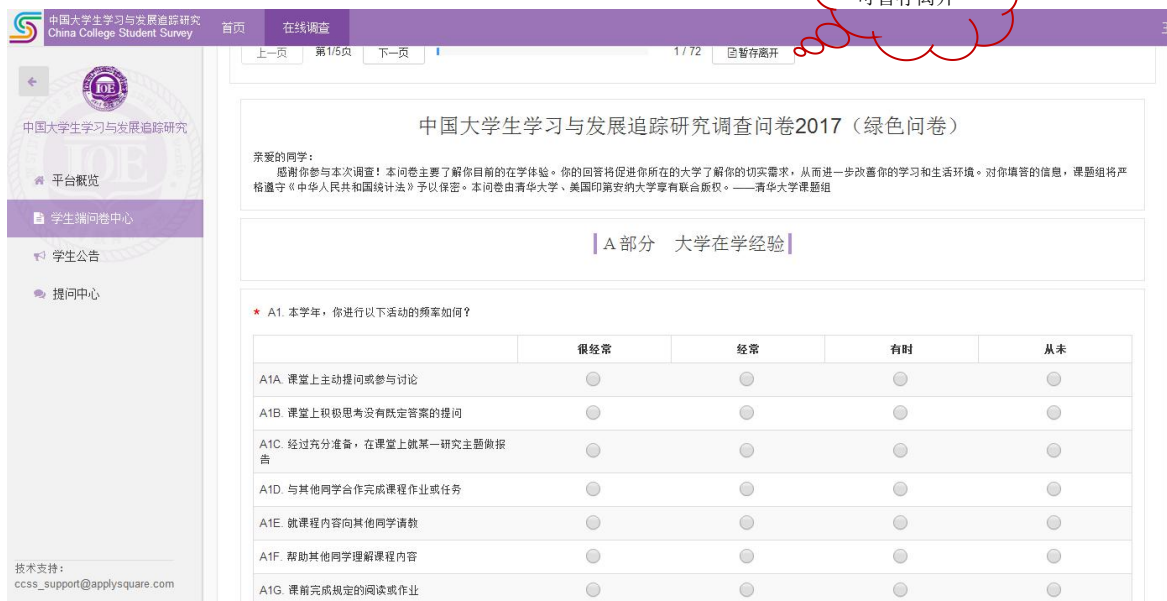 可暂存离开
中国大学生学习与发展追踪研究
China College Student Survey
首页
在线调查
上一页 第1/5页 下一页 1 / 72 暂存离开
IOE
中国大学生学习与发展追踪研究
平台概览
学生端问卷中心
学生公告
提问中心
技术支持:
ccss_support@applysquare.com
中国大学生学习与发展追踪研究调查问卷2017（绿色问卷）
亲爱的同学：
感谢你参与本次调查！本问卷主要了解你目前的在学体验。你的回答将促进你所在的大学了解你的切实需求，从而进一步改善你的学习和生活环境。对你填答的信息，课题组将严
格遵守《中华人民共和国统计法》予以保密。本问卷由清华大学、美国印第安纳大学享有联合版权。——清华大学课题组
A部分 大学在学经验
* A1. 本学年，你进行以下活动的频率如何？
很经常 经常 有时 从未
A1A. 课堂上主动提问或参与讨论
A1B. 课堂上积极思考没有既定答案的提问
A1C. 经过充分准备，在课堂上就某一研究主题做报
告
A1D. 与其他同学合作完成课程作业或任务
A1E. 就课程内容向其他同学请教
A1F. 帮助其他同学理解课程内容
A1G. 课前完成规定的阅读或作业